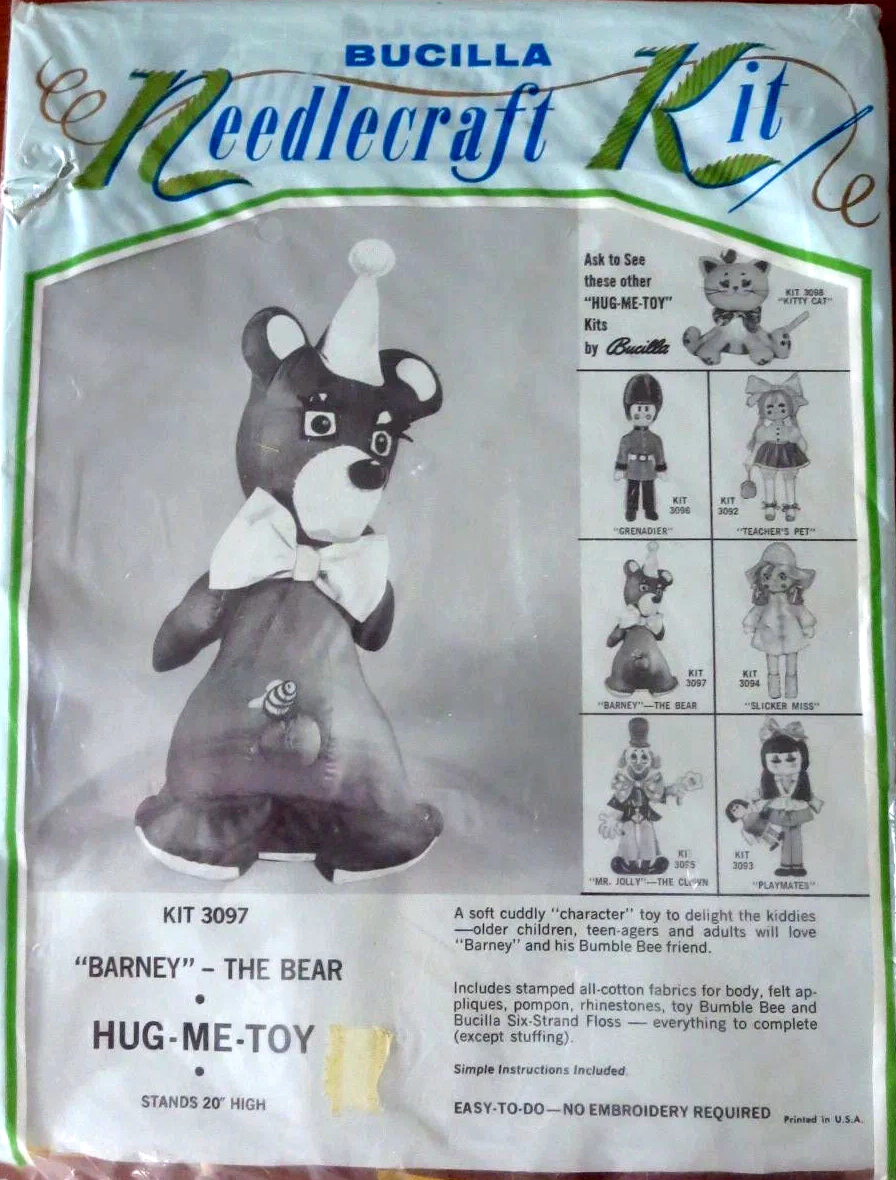 BUCILLA
Needlecraft Kit
Ask to See
these other
"HUG-ME-TOY"
Kits
by Bucilla
KIT 3098
"KITTY CAT"
KIT
3096
"GRENADIER"
KIT
3092
"TEACHER'S PET"
KIT
3097
"BARNEY"—THE BEAR
KIT
3094
"SLICKER MISS"
KI
3095
"MR. JOLLY"—THE CLOWN
KIT
3093
"PLAYMATES"
KIT 3097
"BARNEY" – THE BEAR
•
HUG-ME-TOY
•
STANDS 20" HIGH
A soft cuddly "character" toy to delight the kiddies
—older children, teen-agers and adults will love
"Barney" and his Bumble Bee friend.
Includes stamped all-cotton fabrics for body, felt ap-
pliques, pompon, rhinestones, toy Bumble Bee and
Bucilla Six-Strand Floss — everything to complete
(except stuffing).
Simple Instructions Included.
EASY-TO-DO—NO EMBROIDERY REQUIRED
Printed in U.S.A.